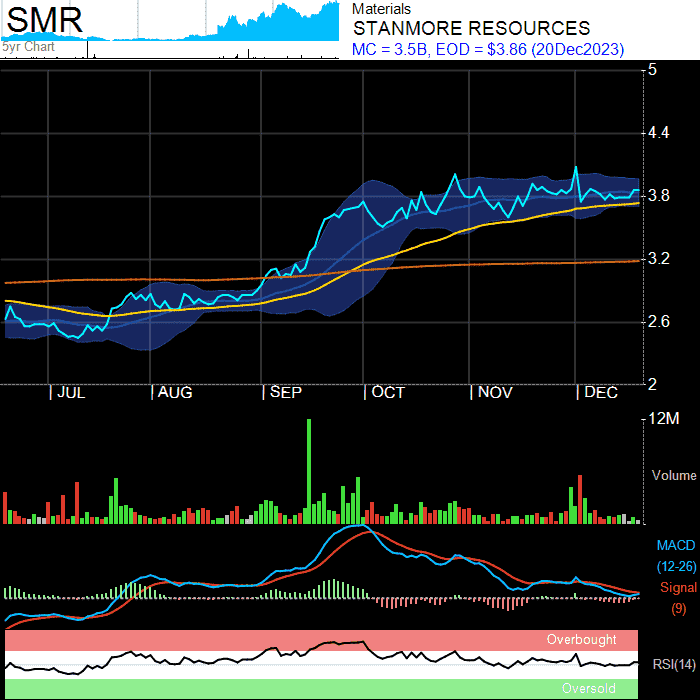 SMR
5yr Chart
Materials
STANMORE RESOURCES
MC = 3.5B, EOD = $3.86 (20Dec2023)
5
4.4
3.8
3.2
2.6
2
| JUL | AUG | SEP | OCT | NOV | DEC
12M
Volume
MACD
(12-26)
Signal
(9)
Overbought
RSI(14)
Oversold